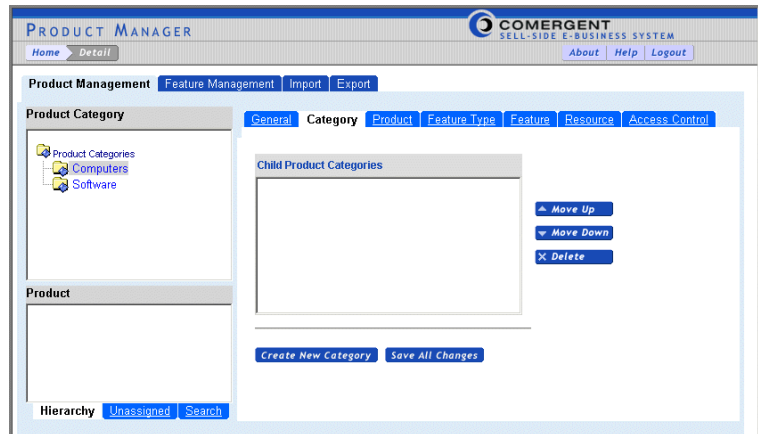 PRODUCT MANAGER
COMERGENT
SELL-SIDE E-BUSINESS SYSTEM
Home Detail
About Help Logout
Product Management Feature Management Import Export
Product Category
General Category Product Feature Type Feature Resource Access Control
Product Categories
Computers
Software
Child Product Categories
Move Up
Move Down
Delete
Product
Create New Category Save All Changes
Hierarchy Unassigned Search